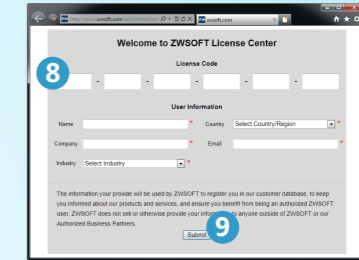 zwsoft.com
Welcome to ZWSOFT License Center
License Code
8
- - - - -
User Information
Name * Country Select Country/Region *
Company * Email *
Industry Select Industry *
The information your provide will be used by ZWSOFT to register you in our customer database, to keep
you informed about our products and services, and ensure you benefit from being an authorized ZWSOFT
user. ZWSOFT does not sell or otherwise provide your information to anyone outside of ZWSOFT or our
Authorized Business Partners.
Submit
9